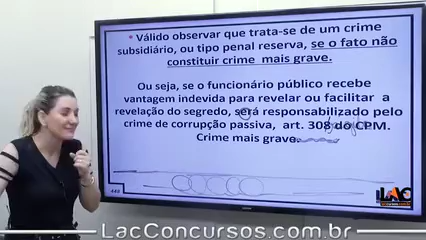 * Válido observar que trata-se de um crime
subsidiário, ou tipo penal reserva, se o fato não
constituir crime mais grave.
Ou seja, se o funcionário público recebe
vantagem indevida para revelar ou facilitar a
revelação do segredo, será responsabilizado pelo
crime de corrupção passiva, art. 308 do CPM.
Crime mais grave.
449
LAC
LacConcursos.com.br